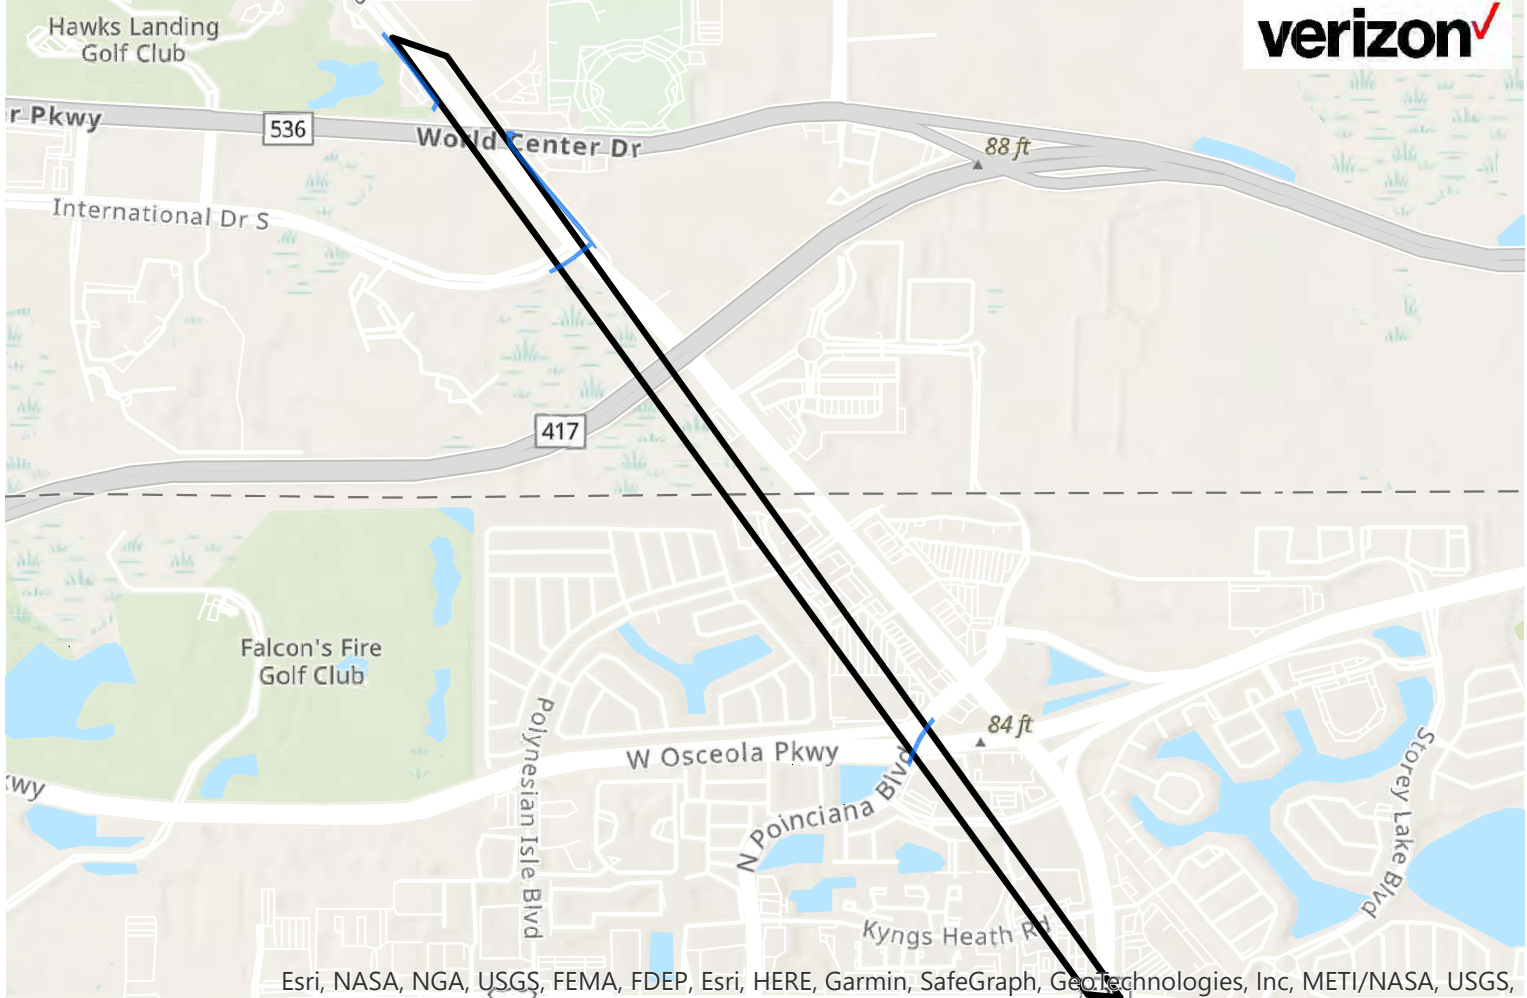 Hawks Landing
Golf Club
verizon
r Pkwy
536
World Center Dr
88 ft
International Dr S
417
Falcon's Fire
Golf Club
84 ft
W Osceola Pkwy
Polynesian Isle Blvd
N Poinciana Blvd
Storey Lake Blvd
kwy
Kyngs Heath Rd
Esri, NASA, NGA, USGS, FEMA, FDEP, Esri, HERE, Garmin, SafeGraph, GeoTechnologies, Inc, METI/NASA, USGS,